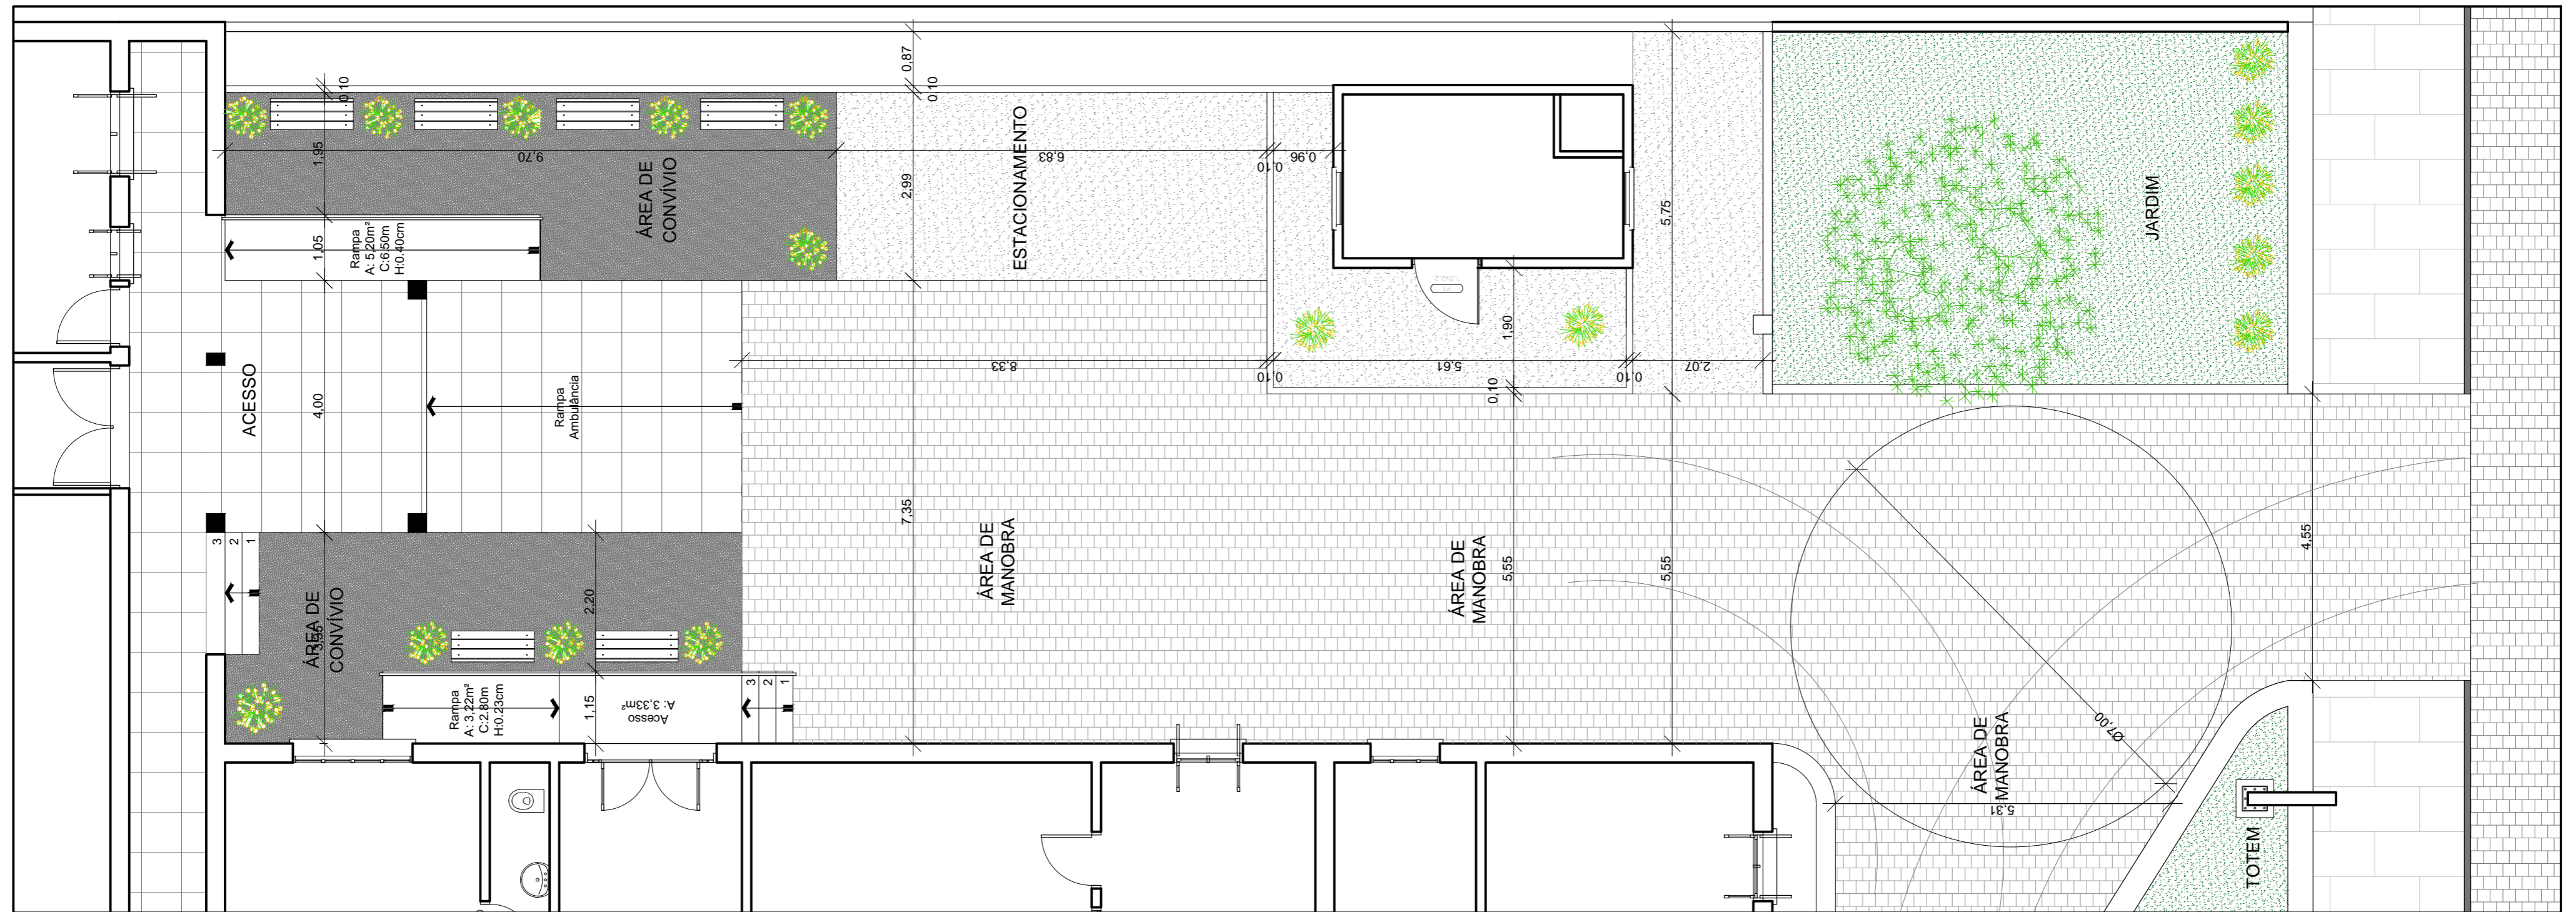 0,10
1,95
1,05
Rampa
A: 5,20m²
C:6,50m
H:0.40cm
9,70
ÁREA DE
CONVÍVIO
0,87
0,10
2,99
6,83
ESTACIONAMENTO
0,10
0,96
5,75
JARDIM
ACESSO
4,00
Rampa
Ambulância
8,33
0,10
5,61
1,90
0,10
0,10
2,07
7,35
ÁREA DE
MANOBRA
ÁREA DE
MANOBRA
5,55
5,55
4,55
3
2
1
ÁREA DE
CONVÍVIO
2,20
Rampa
A: 3,22m²
C:2.80m
H:0.23cm
1,15
Acesso
A: 3,33m²
3
2
1
ÁREA DE
MANOBRA
5,31
Ø7,00
TOTEM